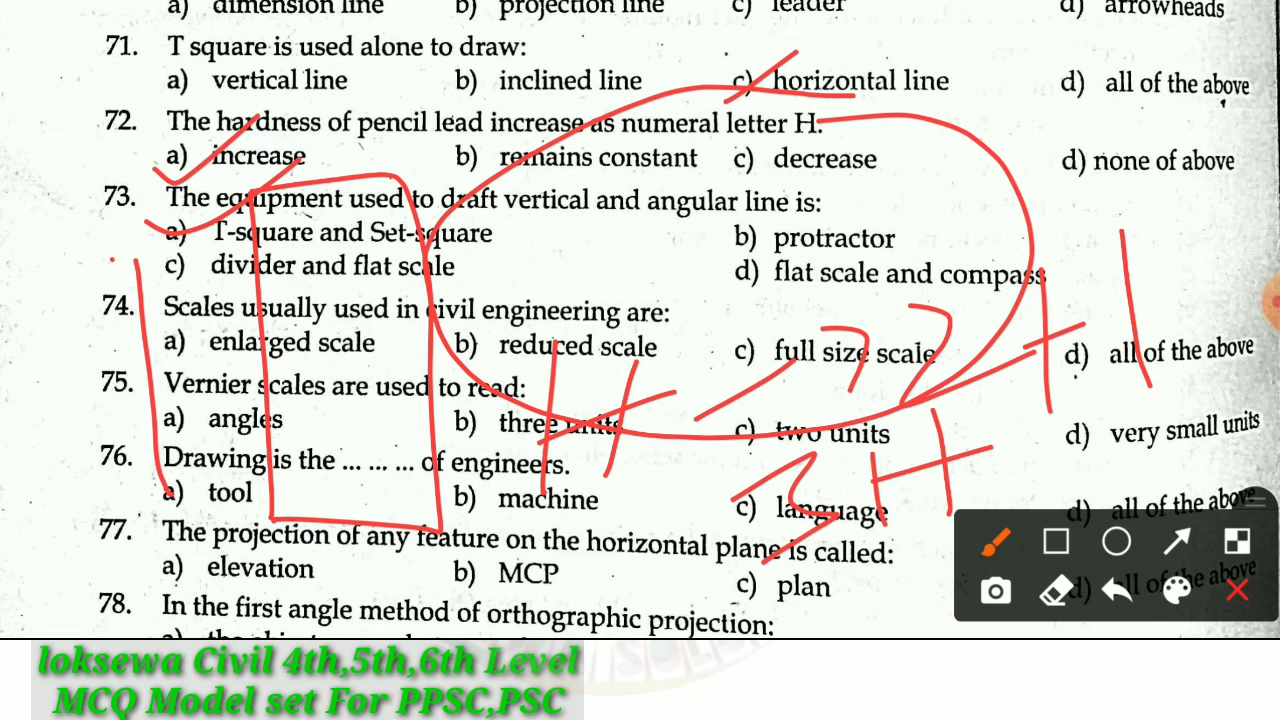 a) dimension line b) projection line c) leader d) arrowheads
71. T square is used alone to draw:
a) vertical line b) inclined line c) horizontal line d) all of the above
72. The hardness of pencil lead increase as numeral letter H.
a) increase b) remains constant c) decrease d) none of above
73. The equipment used to draft vertical and angular line is:
a) T-square and Set-square b) protractor
c) divider and flat scale d) flat scale and compass
74. Scales usually used in civil engineering are:
a) enlarged scale b) reduced scale c) full size scale d) all of the above
75. Vernier scales are used to read:
a) angles b) three units c) two units d) very small units
76. Drawing is the ... ... ... of engineers.
a) tool b) machine c) language d) all of the above
77. The projection of any feature on the horizontal plane is called:
a) elevation b) MCP c) plan d) all of the above
78. In the first angle method of orthographic projection:
H 2H 3H
loksewa Civil 4th,5th,6th Level
MCQ Model set For PPSC,PSC